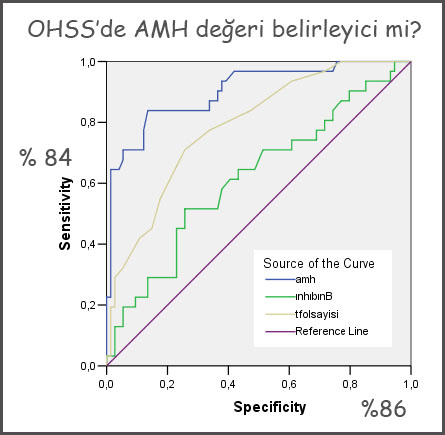 OHSS'de AMH değeri belirleyici mi?
1,0
% 84
0,8
0,6
Sensitivity
0,4
0,2
0,0
Source of the Curve
amh
ınhıbınB
tfolsayisi
Reference Line
0,0 0,2 0,4 0,6 0,8 1,0
Specificity
%86